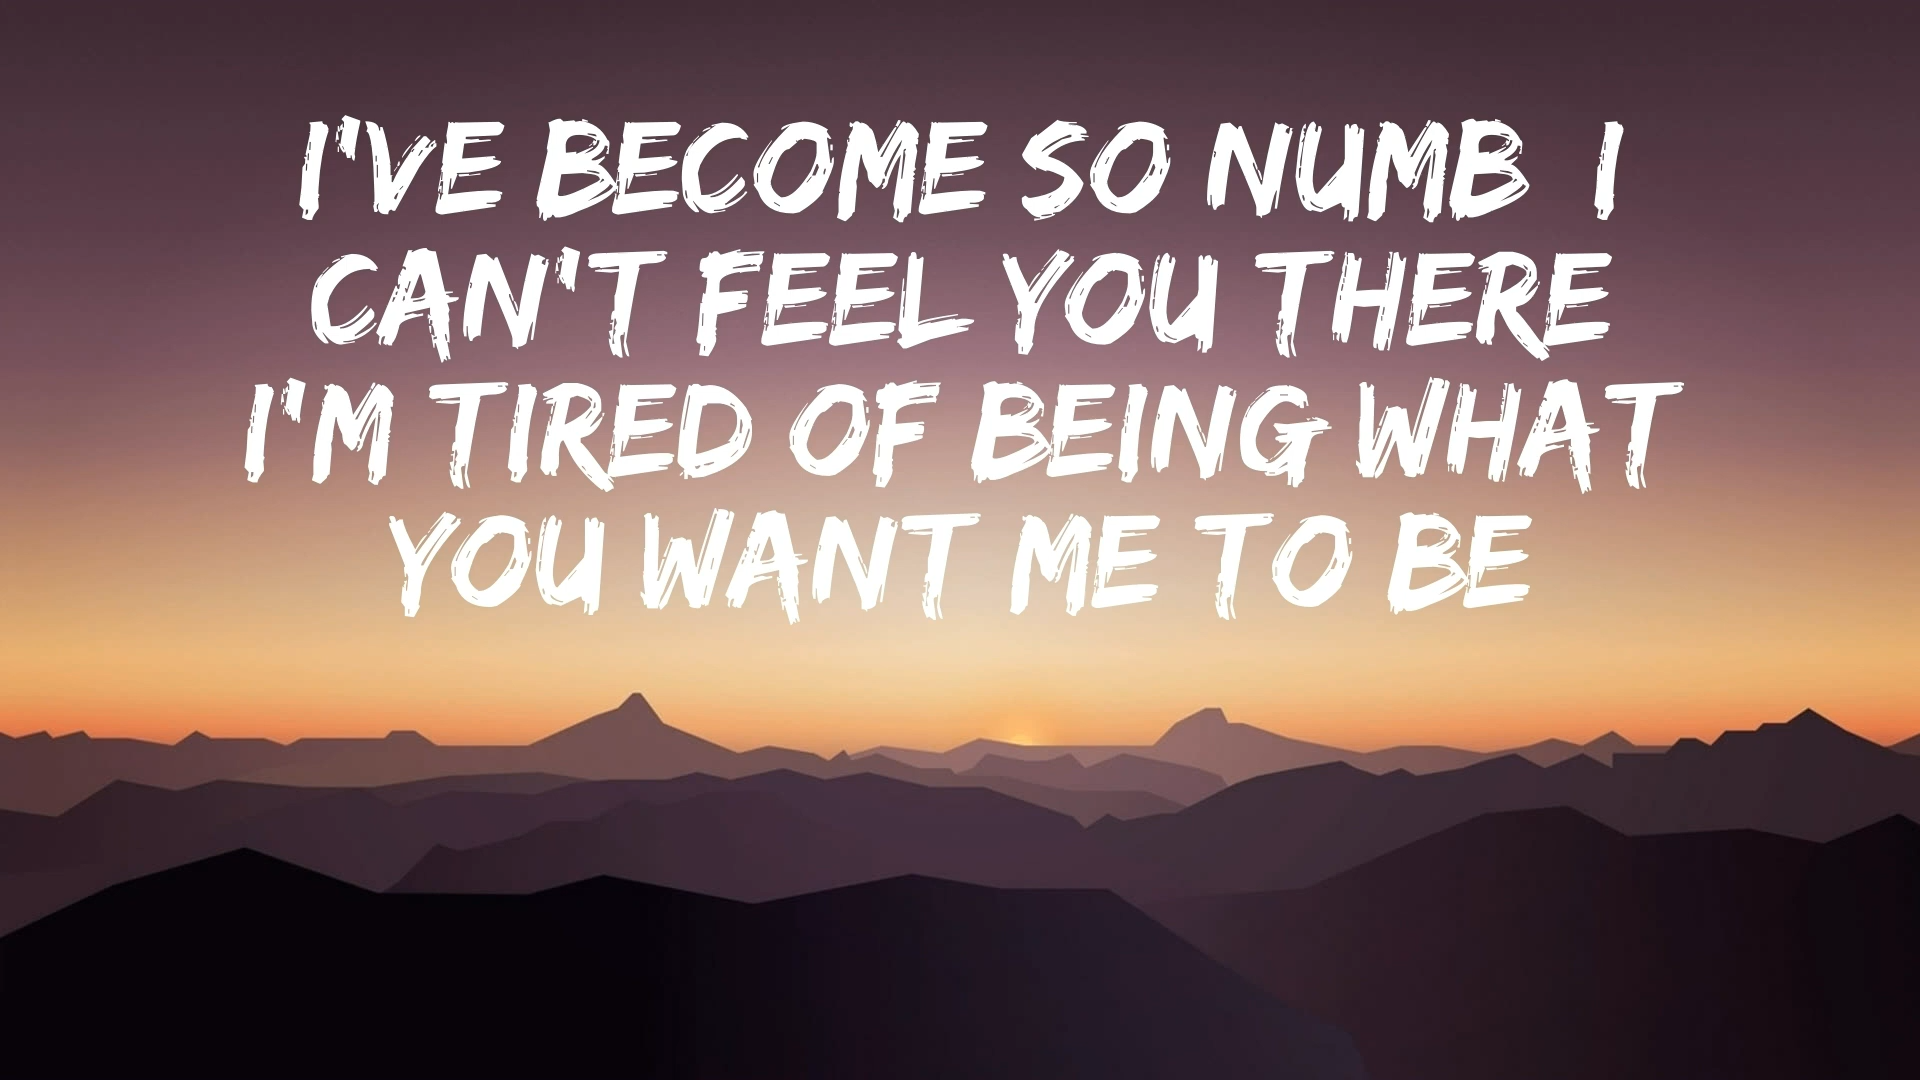 I'VE BECOME SO NUMB I
CAN'T FEEL YOU THERE
I'M TIRED OF BEING WHAT
YOU WANT ME TO BE